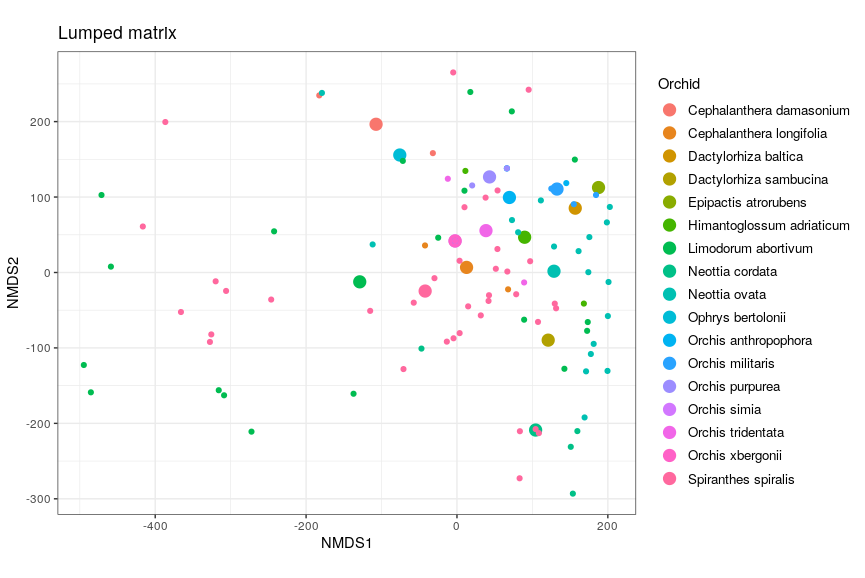 Lumped matrix
Orchid
Cephalanthera damasonium
Cephalanthera longifolia
Dactylorhiza baltica
Dactylorhiza sambucina
Epipactis atrorubens
Himantoglossum adriaticum
Limodorum abortivum
Neottia cordata
Neottia ovata
Ophrys bertolonii
Orchis anthropophora
Orchis militaris
Orchis purpurea
Orchis simia
Orchis tridentata
Orchis xbergonii
Spiranthes spiralis
NMDS2
200
100
0
-100
-200
-300
-400 -200 0 200
NMDS1